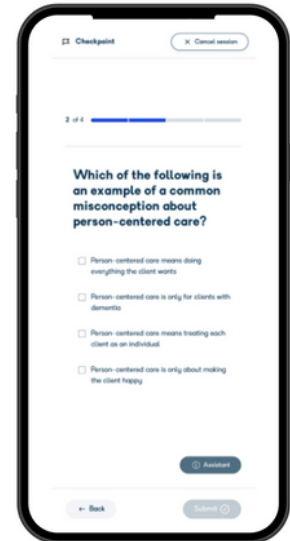 Checkpoint
× Cancel session
2 of 4
Which of the following is
an example of a common
misconception about
person-centered care?
Person-centered care means doing
everything the client wants
Person-centered care is only for clients with
dementia
Person-centered care means treating each
client as an individual
Person-centered care is only about making
the client happy
Assistant
← Back
Submit